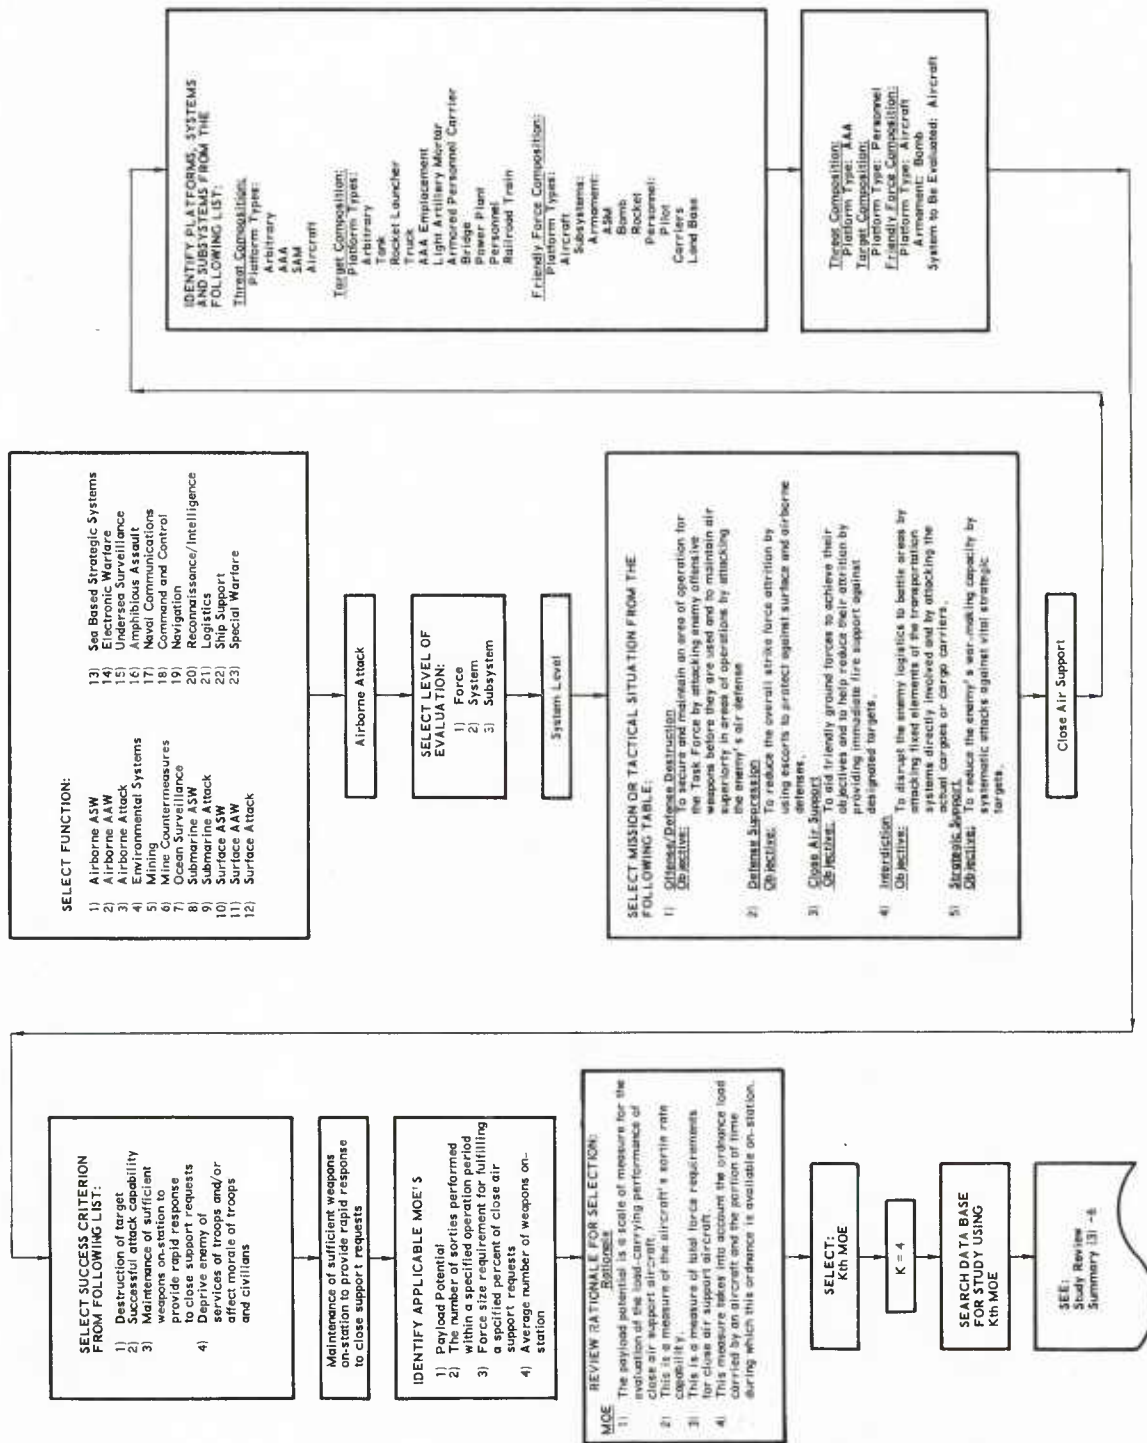 SELECT FUNCTION:
1) Airborne ASW
2) Airborne AAW
3) Airborne Attack
4) Environmental Systems
5) Mining
6) Mine Countermeasures
7) Ocean Surveillance
8) Submarine ASW
9) Submarine Attack
10) Surface ASW
11) Surface AAW
12) Surface Attack
13) Sea Based Strategic Systems
14) Electronic Warfare
15) Undersea Surveillance
16) Amphibious Assault
17) Naval Communications
18) Command and Control
19) Navigation
20) Reconnaissance/Intelligence
21) Logistics
22) Ship Support
23) Special Warfare
Airborne Attack
SELECT LEVEL OF
EVALUATION:
1) Force
2) System
3) Subsystem
System Level
SELECT MISSION OR TACTICAL SITUATION FROM THE
FOLLOWING TABLE:
1) Offense/Defense Destruction
Objective: To secure and maintain an area of operation for
the Task Force by attacking enemy offensive
weapons before they are used and to maintain air
superiority in areas of operations by attacking
the enemy's air defense
2) Defense Suppression
Objective: To reduce the overall strike force attrition by
using escorts to protect against surface and airborne
defenses.
3) Close Air Support
Objective: To aid friendly ground forces to achieve their
objectives and to help reduce their attrition by
providing immediate fire support against
designated targets.
4) Interdiction
Objective: To disrupt the enemy logistics to battle areas by
attacking fixed elements of the transportation
systems directly involved and by attacking the
actual cargoes or cargo carriers.
5) Strategic Support
Objective: To reduce the enemy's war-making capacity by
systematic attacks against vital strategic
targets.
Close Air Support
IDENTIFY PLATFORMS, SYSTEMS
AND SUBSYSTEMS FROM THE
FOLLOWING LIST:
Threat Composition:
Platform Types:
Arbitrary
AAA
SAM
Aircraft
Target Composition:
Platform Types:
Arbitrary
Tank
Rocket Launcher
Truck
AAA Emplacement
Light Artillery Mortar
Armored Personnel Carrier
Bridge
Power Plant
Personnel
Railroad Train
Friendly Force Composition:
Platform Types:
Aircraft
Subsystems:
Armament:
ASM
Bomb
Rocket
Personnel:
Pilot
Carriers
Land Base
Threat Composition:
Platform Type: AAA
Target Composition:
Platform Type: Personnel
Friendly Force Composition:
Platform Type: Aircraft
Armament: Bomb
System to Be Evaluated: Aircraft
SELECT SUCCESS CRITERION
FROM FOLLOWING LIST:
1) Destruction of target
2) Successful attack capability
3) Maintenance of sufficient
weapons on-station to
provide rapid response
to close support requests
4) Deprive enemy of
services of troops and/or
affect morale of troops
and civilians
Maintenance of sufficient weapons
on-station to provide rapid response
to close support requests
IDENTIFY APPLICABLE MOE'S
1) Payload Potential
2) The number of sorties performed
within a specified operation period
3) Force size requirement for fulfilling
a specified percent of close air
support requests
4) Average number of weapons on-
station
REVIEW RATIONALE FOR SELECTION:
MOE Rationale
1) The payload potential is a scale of measure for the
evaluation of the load-carrying performance of
close air support aircraft.
2) This is a measure of the aircraft's sortie rate
capability.
3) This is a measure of total force requirements
for close air support aircraft.
4) This measure takes into account the ordnance load
carried by an aircraft and the portion of time
during which this ordnance is available on-station.
SELECT:
Kth MOE
K = 4
SEARCH DATA BASE
FOR STUDY USING
Kth MOE
SEE:
Study Review
Summary (3) -6